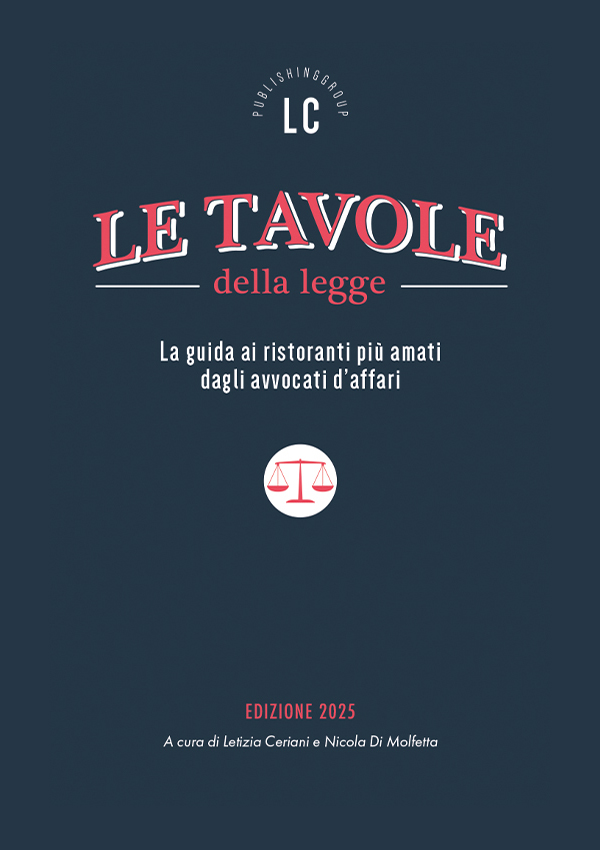 PUBLISHINGGROUP
LC
LE TAVOLE
della legge
La guida ai ristoranti più amati
dagli avvocati d'affari
EDIZIONE 2025
A cura di Letizia Ceriani e Nicola Di Molfetta